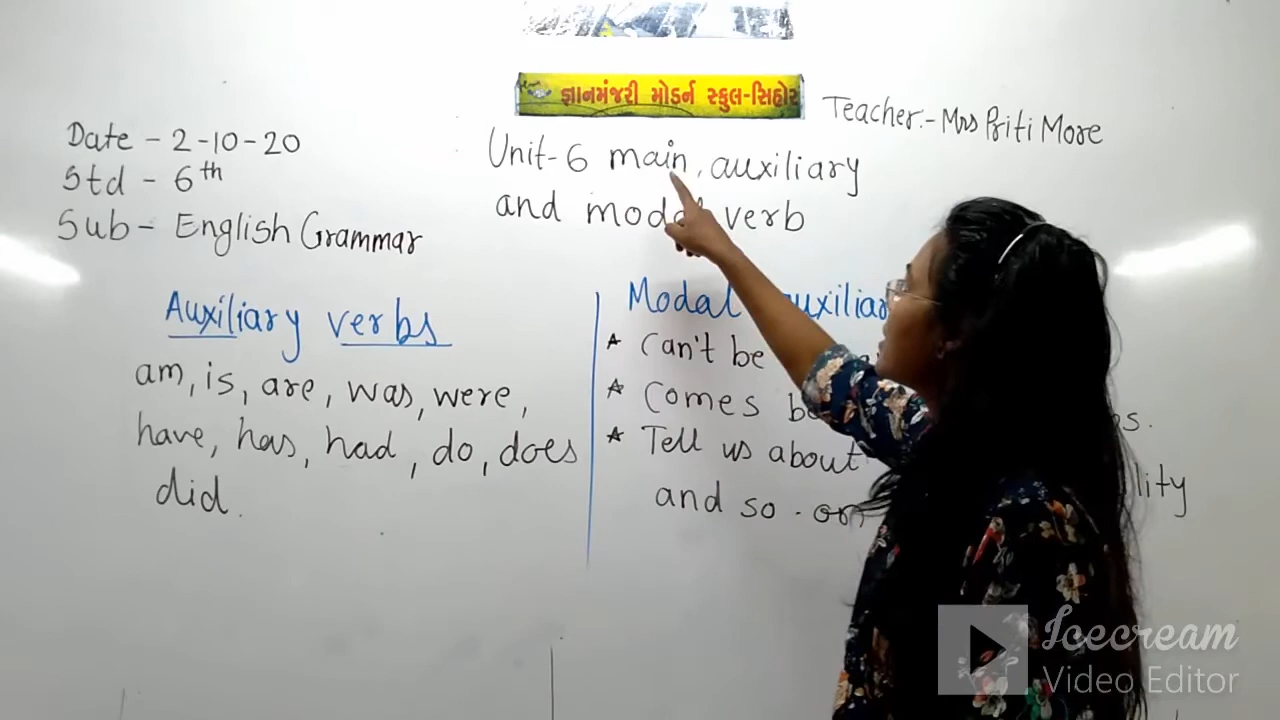 જ્ઞાનમંજરી મોડર્ન સ્કુલ-સિહોર
Teacher:- Mrs Priti More
Date - 2-10-20
Std - 6th
Sub- English Grammar
Unit-6 main, auxiliary
and modal verb
Auxiliary verbs
am, is, are, was, were,
have, has, had, do, does
did.
Modal auxiliar
* Can't be
* Comes
* Tell us about
and so. on
Icecream
Video Editor